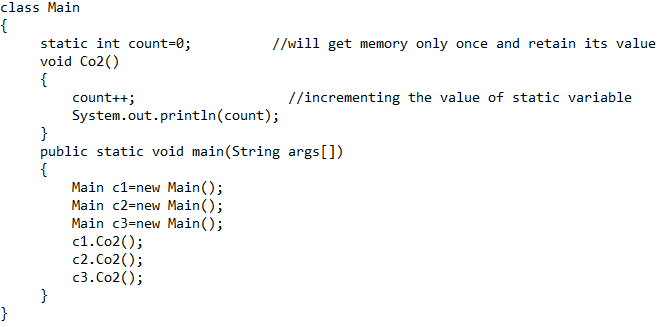 class Main
{
static int count=0; //will get memory only once and retain its value
void Co2()
{
count++; //incrementing the value of static variable
System.out.println(count);
}
public static void main(String args[])
{
Main c1=new Main();
Main c2=new Main();
Main c3=new Main();
c1.Co2();
c2.Co2();
c3.Co2();
}
}